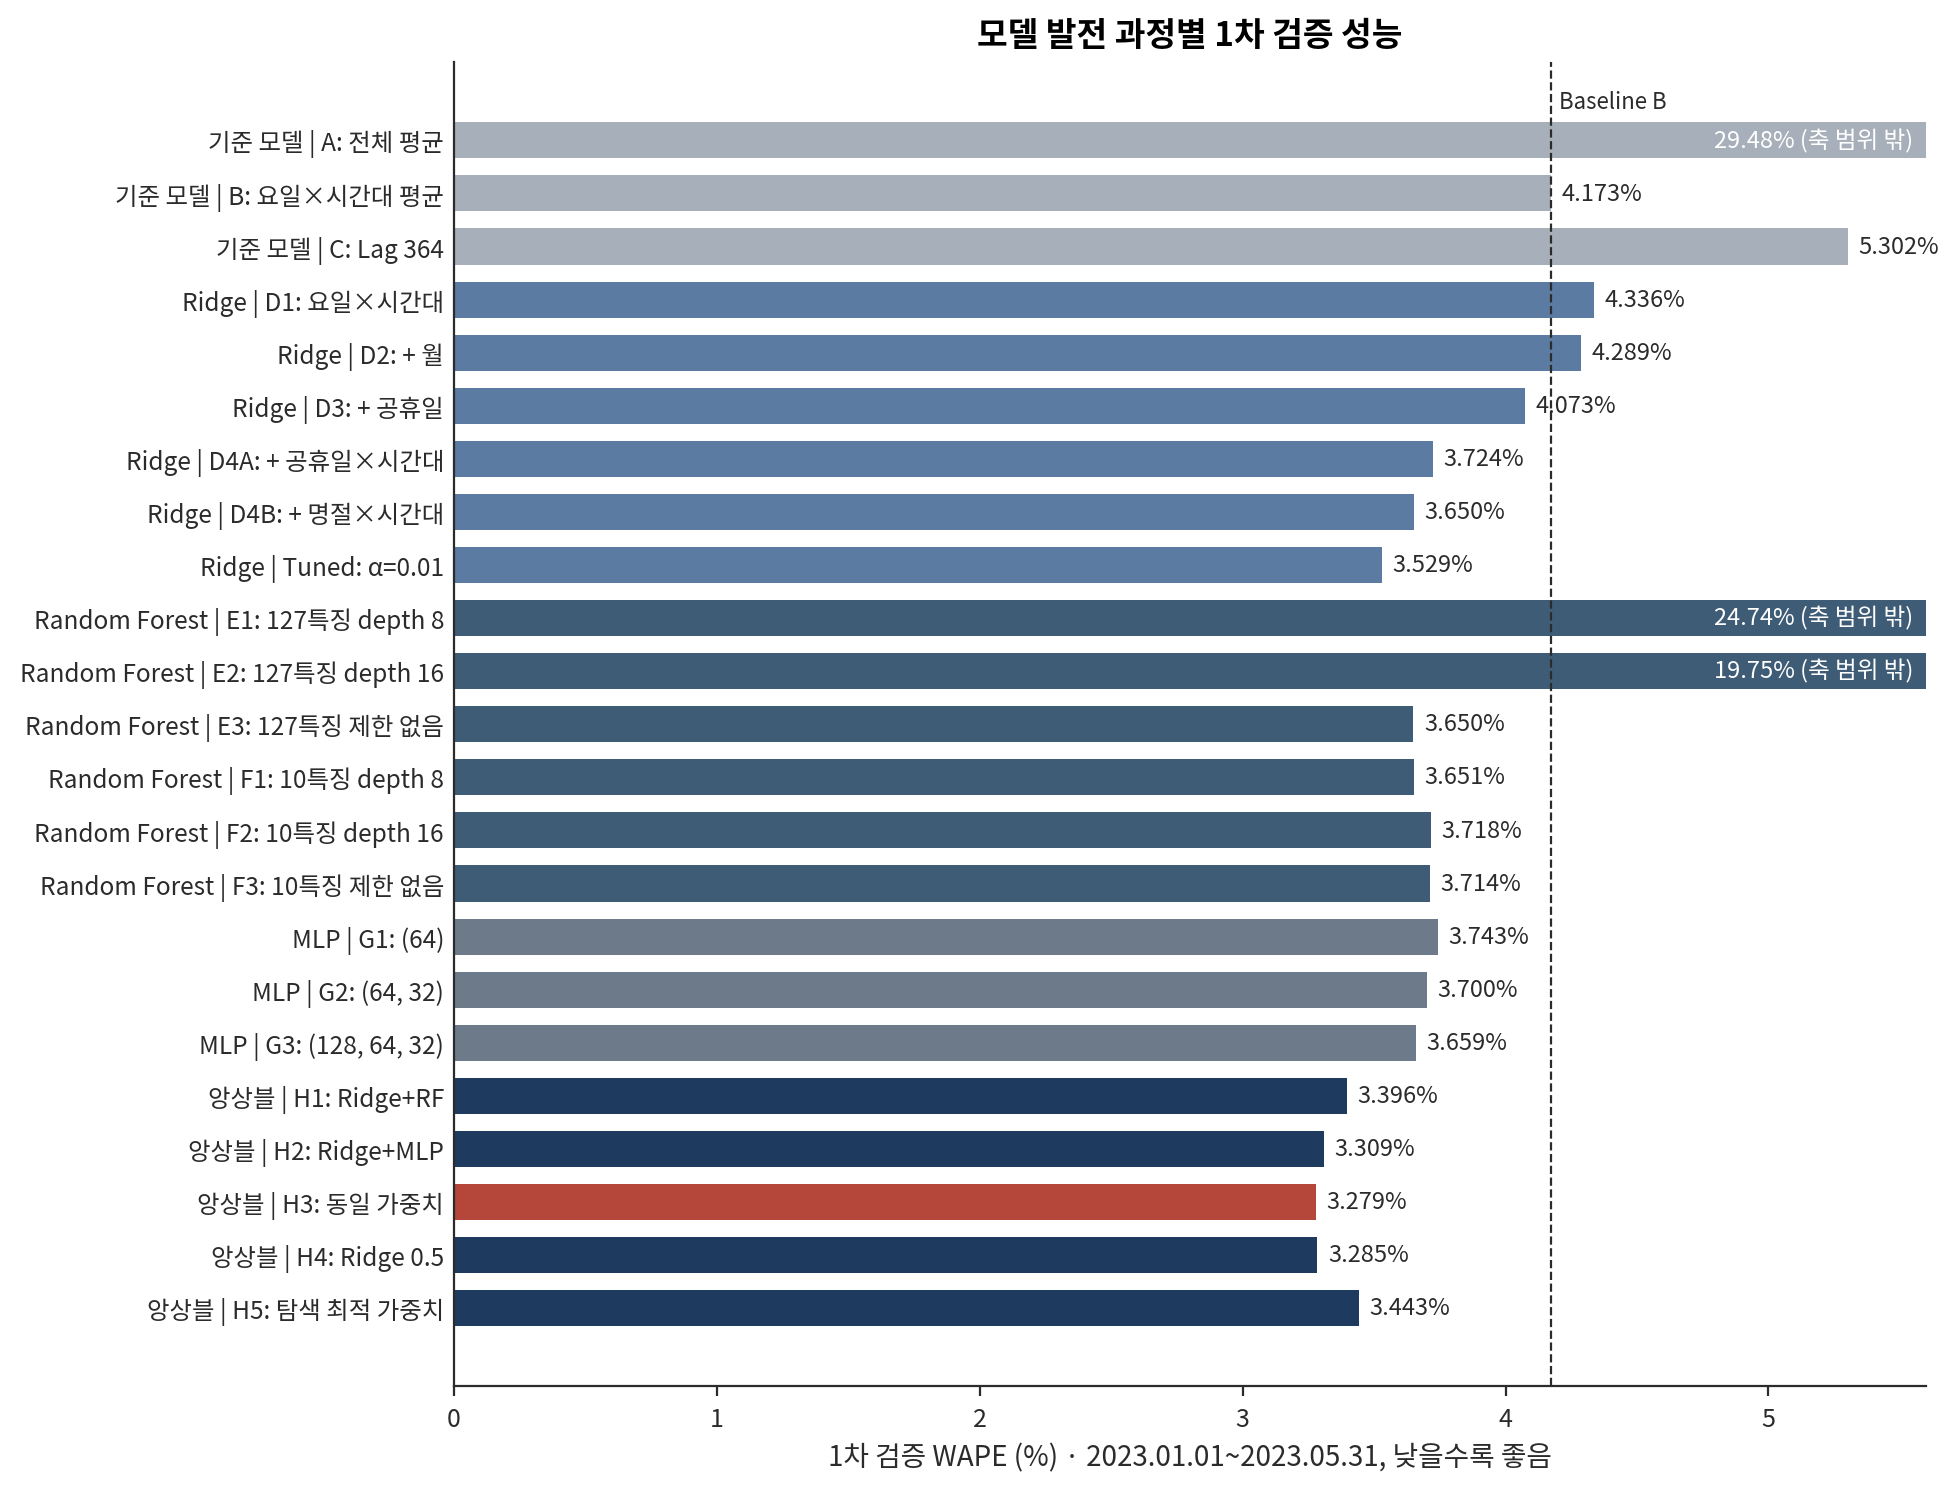 모델 발전 과정별 1차 검증 성능
Baseline B
기준 모델 | A: 전체 평균 29.48% (축 범위 밖)
기준 모델 | B: 요일×시간대 평균 4.173%
기준 모델 | C: Lag 364 5.302%
Ridge | D1: 요일×시간대 4.336%
Ridge | D2: + 월 4.289%
Ridge | D3: + 공휴일 4.073%
Ridge | D4A: + 공휴일×시간대 3.724%
Ridge | D4B: + 명절×시간대 3.650%
Ridge | Tuned: α=0.01 3.529%
Random Forest | E1: 127특징 depth 8 24.74% (축 범위 밖)
Random Forest | E2: 127특징 depth 16 19.75% (축 범위 밖)
Random Forest | E3: 127특징 제한 없음 3.650%
Random Forest | F1: 10특징 depth 8 3.651%
Random Forest | F2: 10특징 depth 16 3.718%
Random Forest | F3: 10특징 제한 없음 3.714%
MLP | G1: (64) 3.743%
MLP | G2: (64, 32) 3.700%
MLP | G3: (128, 64, 32) 3.659%
앙상블 | H1: Ridge+RF 3.396%
앙상블 | H2: Ridge+MLP 3.309%
앙상블 | H3: 동일 가중치 3.279%
앙상블 | H4: Ridge 0.5 3.285%
앙상블 | H5: 탐색 최적 가중치 3.443%
0 1 2 3 4 5
1차 검증 WAPE (%) · 2023.01.01~2023.05.31, 낮을수록 좋음